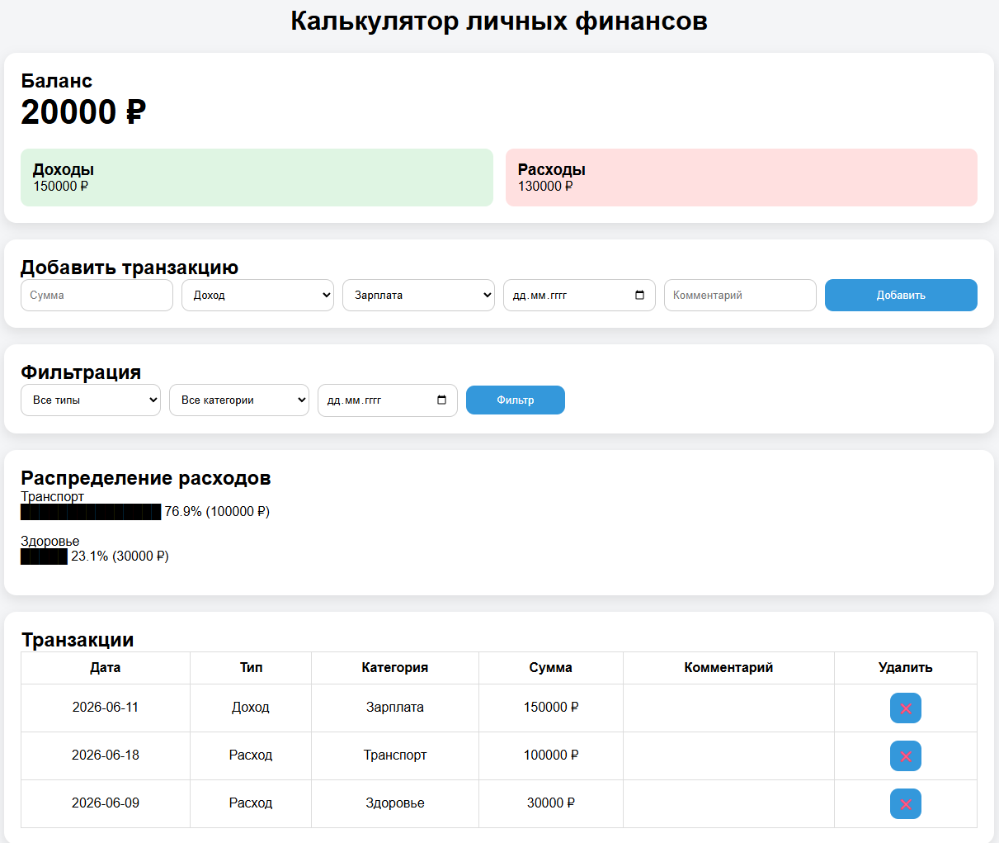 Калькулятор личных финансов
Баланс
20000 ₽
Доходы
150000 ₽
Расходы
130000 ₽
Добавить транзакцию
Сумма Доход Зарплата дд.мм.гггг Комментарий Добавить
Фильтрация
Все типы Все категории дд.мм.гггг Фильтр
Распределение расходов
Транспорт
███████████████ 76.9% (100000 ₽)
Здоровье
█████ 23.1% (30000 ₽)
Транзакции
Дата Тип Категория Сумма Комментарий Удалить
2026-06-11 Доход Зарплата 150000 ₽ ❌
2026-06-18 Расход Транспорт 100000 ₽ ❌
2026-06-09 Расход Здоровье 30000 ₽ ❌